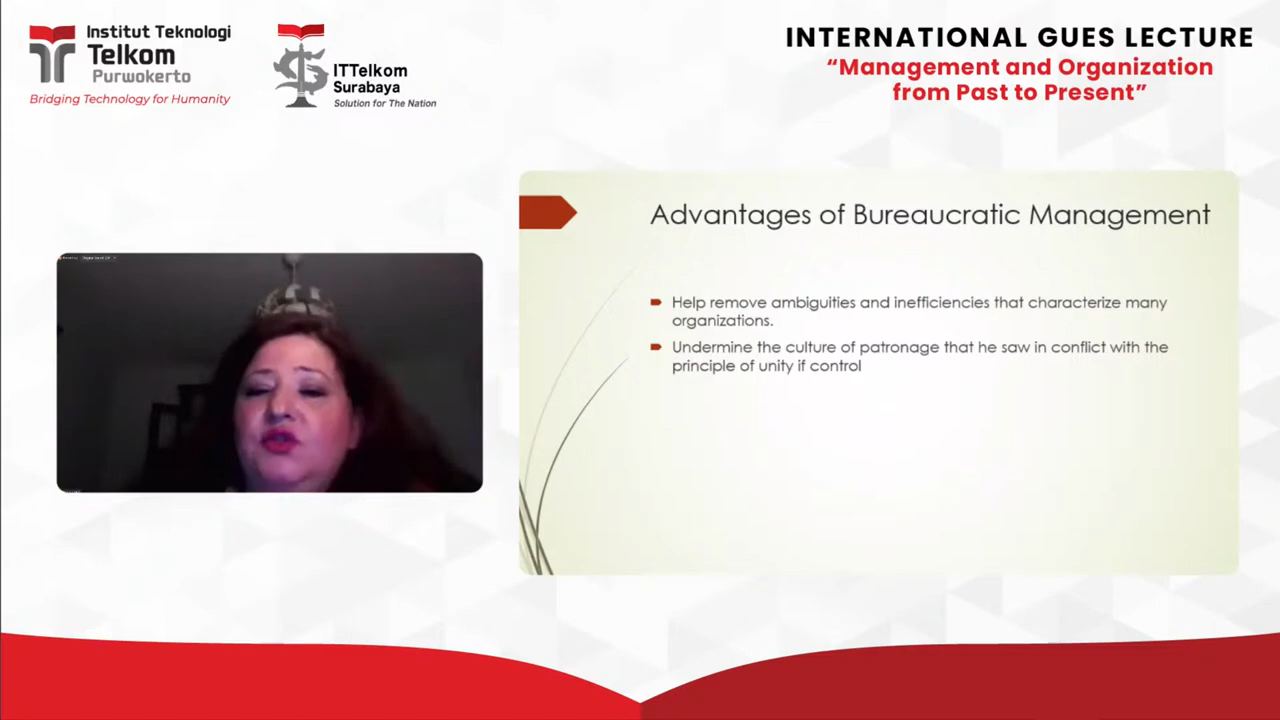 Institut Teknologi
Telkom
Purwokerto
Bridging Technology for Humanity
ITTelkom
Surabaya
Solution for The Nation
INTERNATIONAL GUES LECTURE
“Management and Organization
from Past to Present”
Advantages of Bureaucratic Management
Help remove ambiguities and inefficiencies that characterize many
organizations.
Undermine the culture of patronage that he saw in conflict with the
principle of unity if control